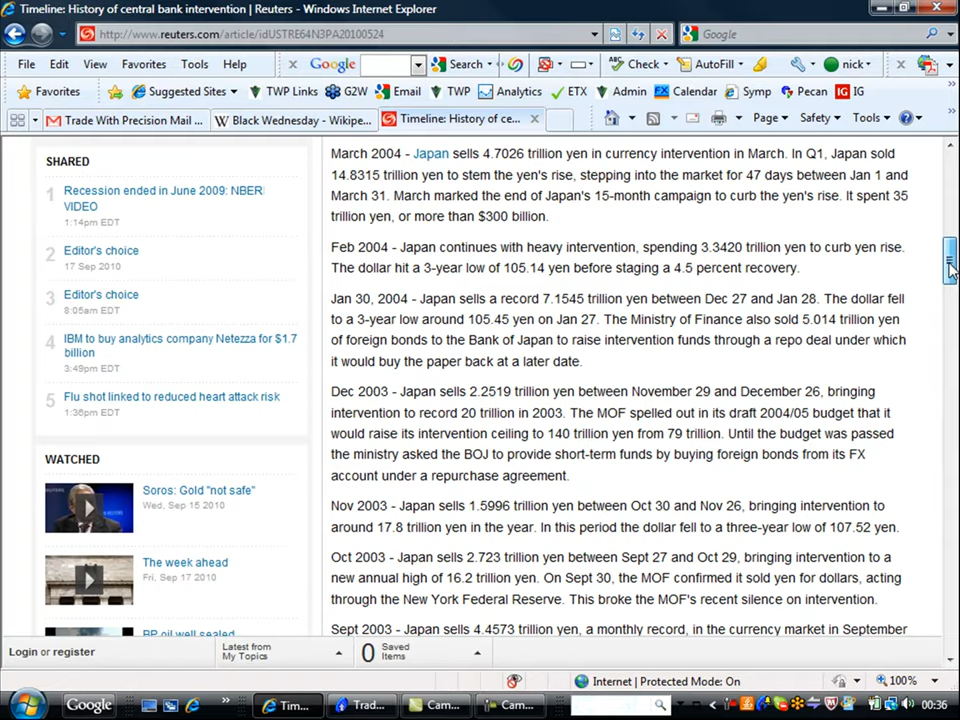 Timeline: History of central bank intervention | Reuters - Windows Internet Explorer
http://www.reuters.com/article/idUSTRE64N3PA20100524
Google
File Edit View Favorites Tools Help
Google Search Check AutoFill nick
Favorites Suggested Sites TWP Links G2W Email TWP Analytics ETX Admin Calendar Symp Pecan IG
Trade With Precision Mail ... Black Wednesday - Wikipe... Timeline: History of ce... Page Safety Tools
SHARED
1 Recession ended in June 2009: NBER
VIDEO
1:14pm EDT
2 Editor's choice
17 Sep 2010
3 Editor's choice
8:05am EDT
4 IBM to buy analytics company Netezza for $1.7
billion
3:49pm EDT
5 Flu shot linked to reduced heart attack risk
1:36pm EDT
WATCHED
Soros: Gold "not safe"
Wed, Sep 15 2010
The week ahead
Fri, Sep 17 2010
BP oil well sealed
March 2004 - Japan sells 4.7026 trillion yen in currency intervention in March. In Q1, Japan sold
14.8315 trillion yen to stem the yen's rise, stepping into the market for 47 days between Jan 1 and
March 31. March marked the end of Japan's 15-month campaign to curb the yen's rise. It spent 35
trillion yen, or more than $300 billion.
Feb 2004 - Japan continues with heavy intervention, spending 3.3420 trillion yen to curb yen rise.
The dollar hit a 3-year low of 105.14 yen before staging a 4.5 percent recovery.
Jan 30, 2004 - Japan sells a record 7.1545 trillion yen between Dec 27 and Jan 28. The dollar fell
to a 3-year low around 105.45 yen on Jan 27. The Ministry of Finance also sold 5.014 trillion yen
of foreign bonds to the Bank of Japan to raise intervention funds through a repo deal under which
it would buy the paper back at a later date.
Dec 2003 - Japan sells 2.2519 trillion yen between November 29 and December 26, bringing
intervention to record 20 trillion in 2003. The MOF spelled out in its draft 2004/05 budget that it
would raise its intervention ceiling to 140 trillion yen from 79 trillion. Until the budget was passed
the ministry asked the BOJ to provide short-term funds by buying foreign bonds from its FX
account under a repurchase agreement.
Nov 2003 - Japan sells 1.5996 trillion yen between Oct 30 and Nov 26, bringing intervention to
around 17.8 trillion yen in the year. In this period the dollar fell to a three-year low of 107.52 yen.
Oct 2003 - Japan sells 2.723 trillion yen between Sept 27 and Oct 29, bringing intervention to a
new annual high of 16.2 trillion yen. On Sept 30, the MOF confirmed it sold yen for dollars, acting
through the New York Federal Reserve. This broke the MOF's recent silence on intervention.
Sept 2003 - Japan sells 4.4573 trillion yen, a monthly record, in the currency market in September
Login or register
Latest from
My Topics
0 Saved
Items
Internet | Protected Mode: On 100%
Google Tim... Trad... Cam... Cam... 00:36